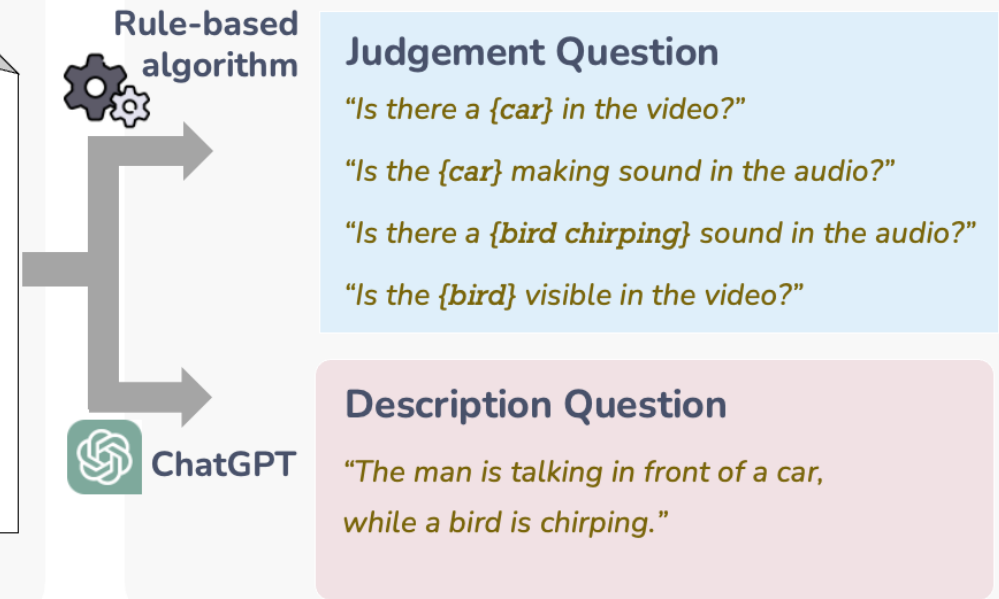 Rule-based
algorithm
Judgement Question
“Is there a {car} in the video?”
“Is the {car} making sound in the audio?”
“Is there a {bird chirping} sound in the audio?”
“Is the {bird} visible in the video?”
ChatGPT
Description Question
“The man is talking in front of a car,
while a bird is chirping.”